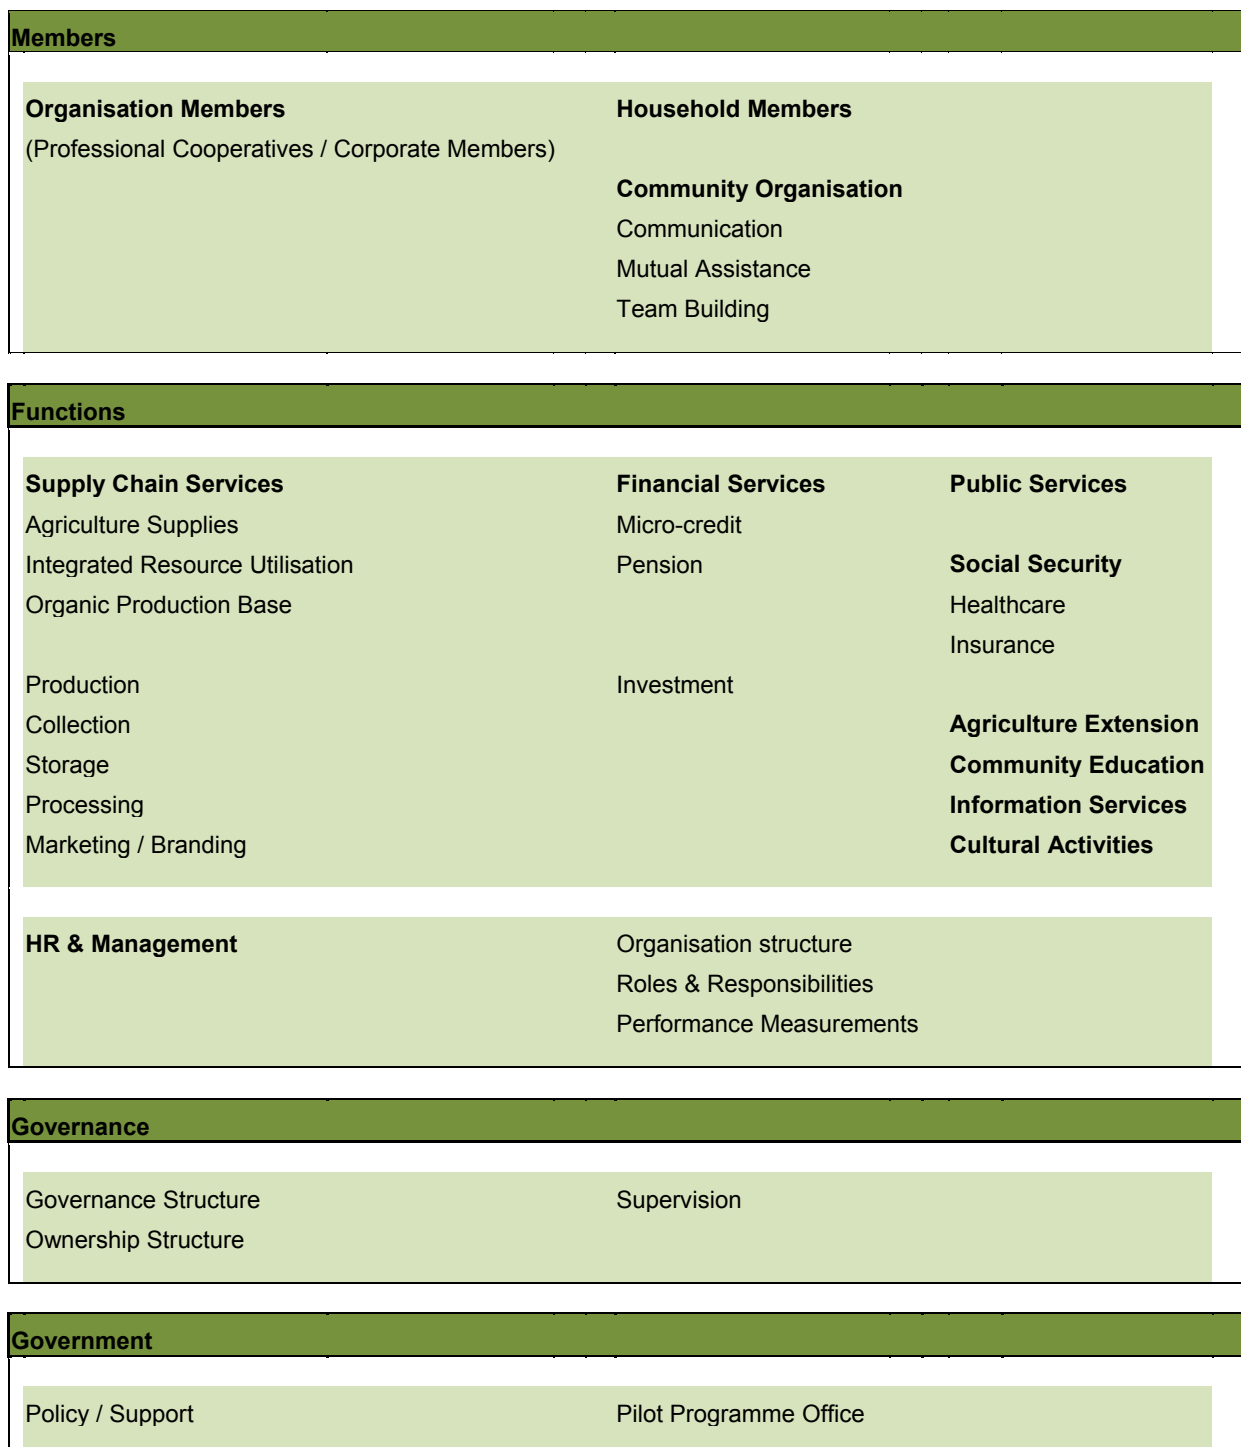 Members
Organisation Members
Household Members
(Professional Cooperatives / Corporate Members)
Community Organisation
Communication
Mutual Assistance
Team Building
Functions
Supply Chain Services
Financial Services
Public Services
Agriculture Supplies
Micro-credit
Integrated Resource Utilisation
Pension
Social Security
Organic Production Base
Healthcare
Insurance
Production
Investment
Collection
Agriculture Extension
Storage
Community Education
Processing
Information Services
Marketing / Branding
Cultural Activities
HR & Management
Organisation structure
Roles & Responsibilities
Performance Measurements
Governance
Governance Structure
Supervision
Ownership Structure
Government
Policy / Support
Pilot Programme Office